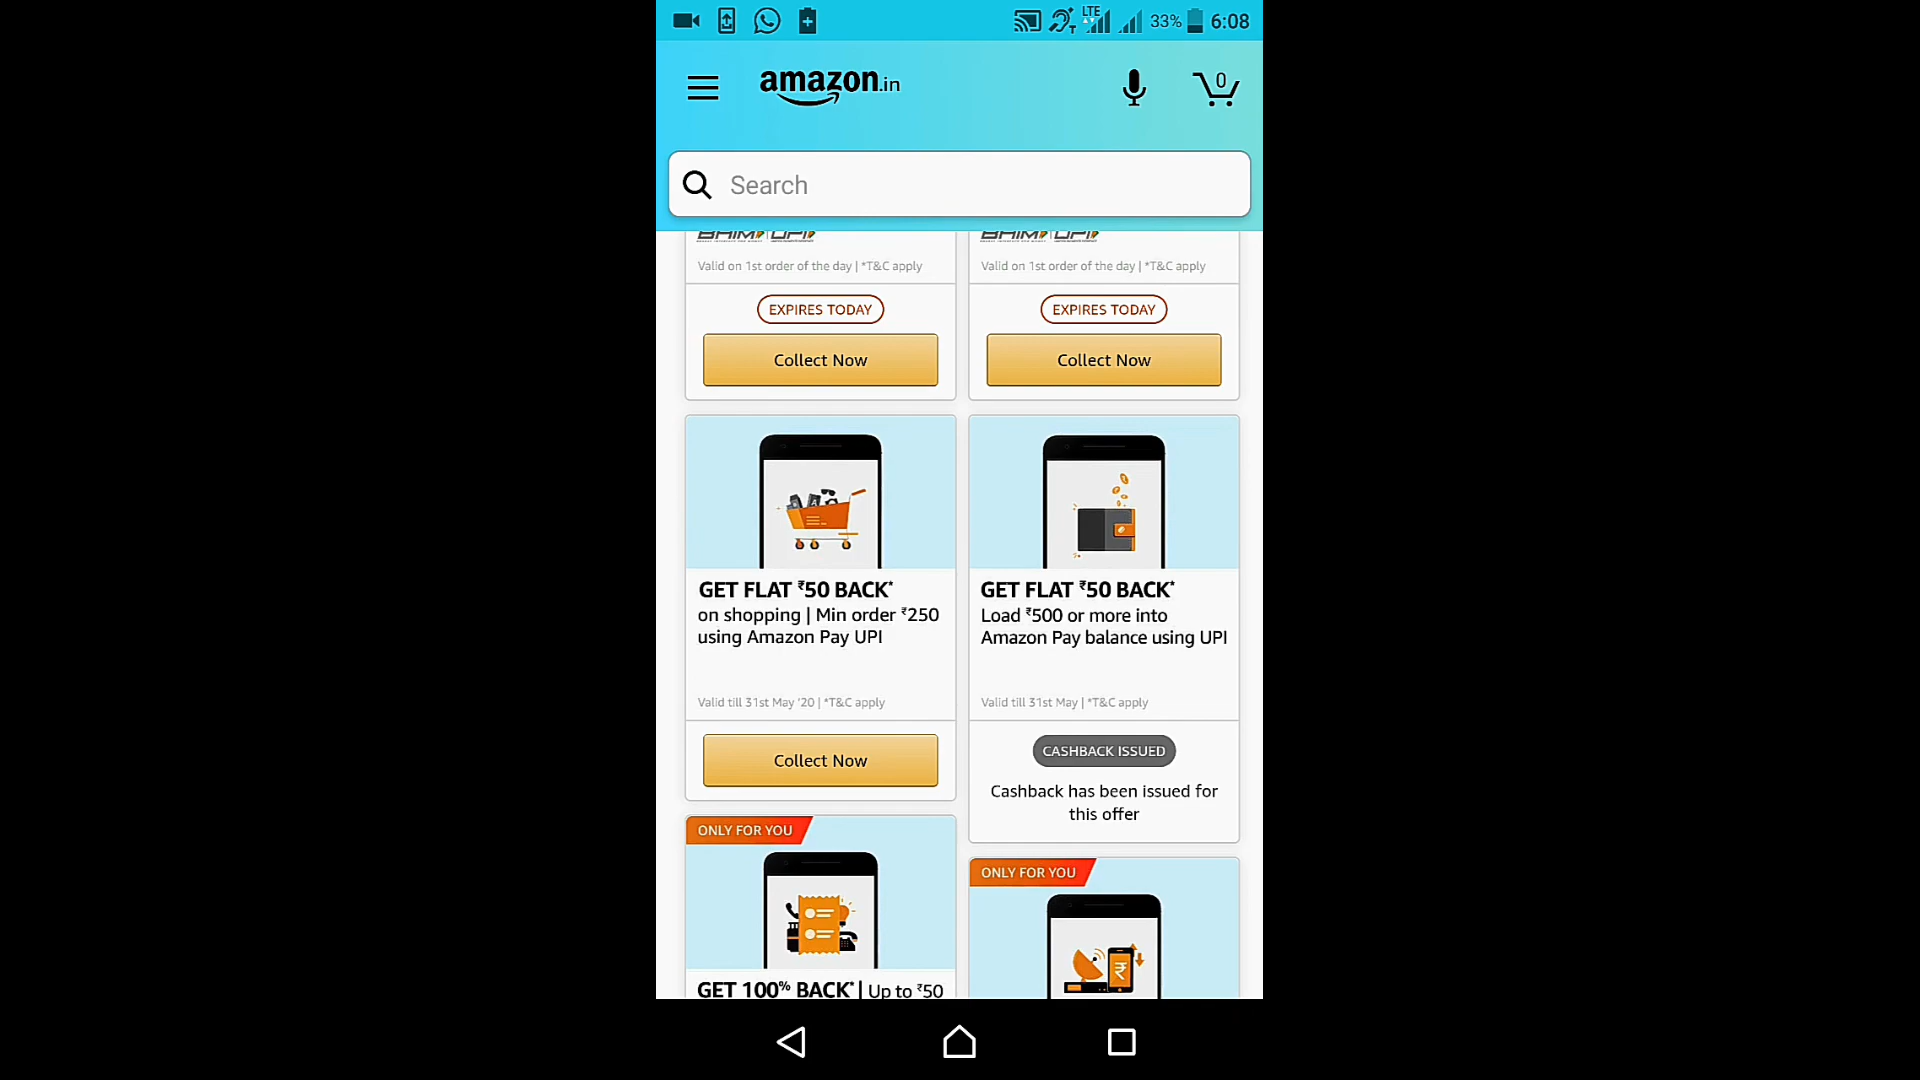 LTE
33%
6:08
amazon.in
0
Search
BHIM UPI
BHIM UPI
Valid on 1st order of the day | *T&C apply
Valid on 1st order of the day | *T&C apply
EXPIRES TODAY
EXPIRES TODAY
Collect Now
Collect Now
GET FLAT ₹50 BACK*
on shopping | Min order ₹250
using Amazon Pay UPI
Valid till 31st May '20 | *T&C apply
Collect Now
GET FLAT ₹50 BACK*
Load ₹500 or more into
Amazon Pay balance using UPI
Valid till 31st May | *T&C apply
CASHBACK ISSUED
Cashback has been issued for
this offer
ONLY FOR YOU
GET 100% BACK* | Up to ₹50
ONLY FOR YOU
₹